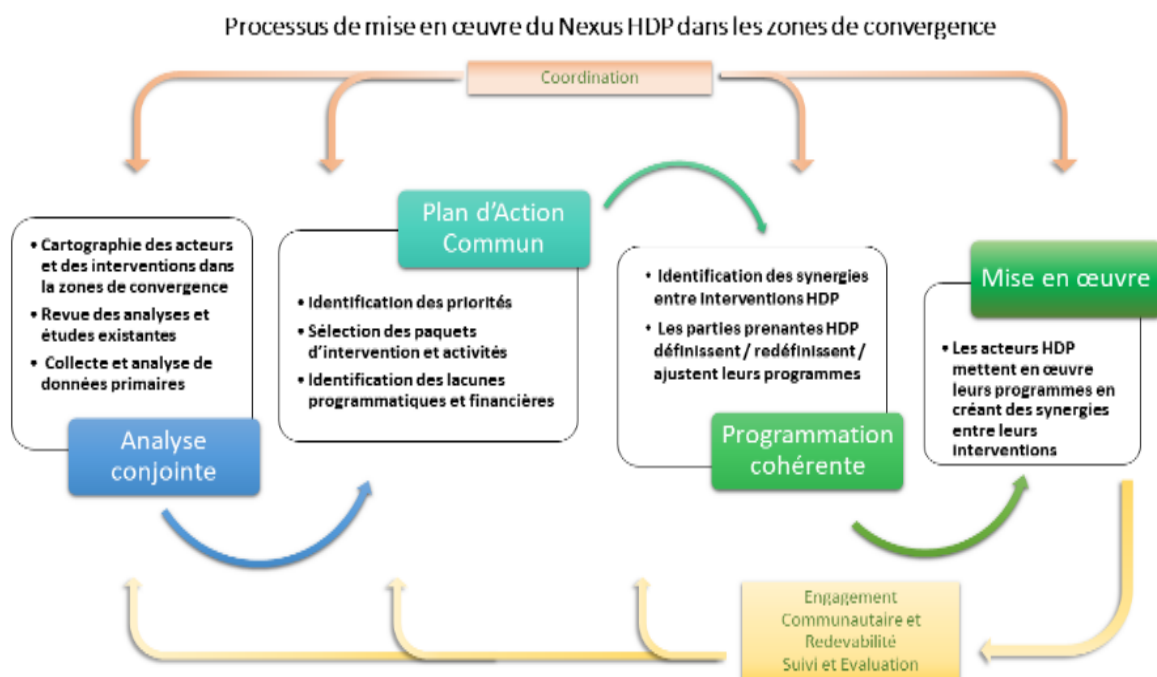 Processus de mise en œuvre du Nexus HDP dans les zones de convergence
Coordination
• Cartographie des acteurs
et des interventions dans
la zones de convergence
• Revue des analyses et
études existantes
• Collecte et analyse de
données primaires
Analyse
conjointe
Plan d’Action
Commun
• Identification des priorités
• Sélection des paquets
d’intervention et activités
• Identification des lacunes
programmatiques et financières
• Identification des synergies
entre interventions HDP
• Les parties prenantes HDP
définissent / redéfinissent /
ajustent leurs programmes
Programmation
cohérente
Mise en œuvre
• Les acteurs HDP
mettent en œuvre
leurs programmes en
créant des synergies
entre leurs
interventions
Engagement
Communautaire et
Redevabilité
Suivi et Evaluation